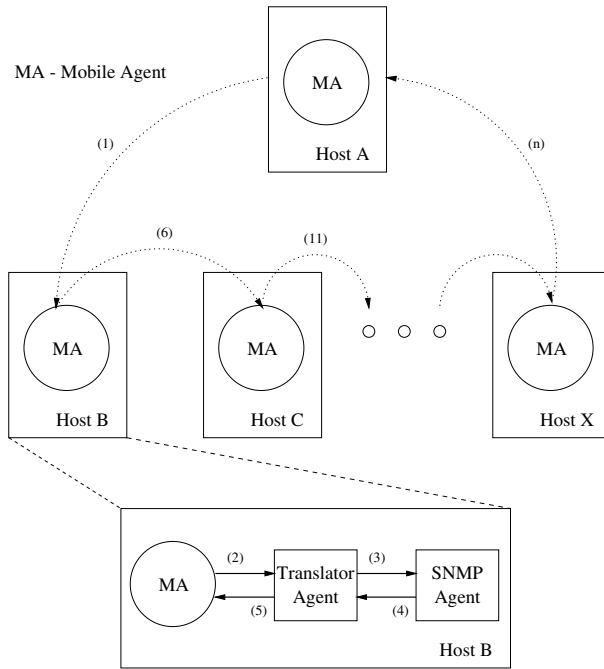 MA
MA - Mobile Agent
Host A
(1)
(n)
(6)
(11)
MA
MA
MA
Host B
Host C
Host X
(2)
(3)
MA
Translator
Agent
SNMP
Agent
(5)
(4)
Host B